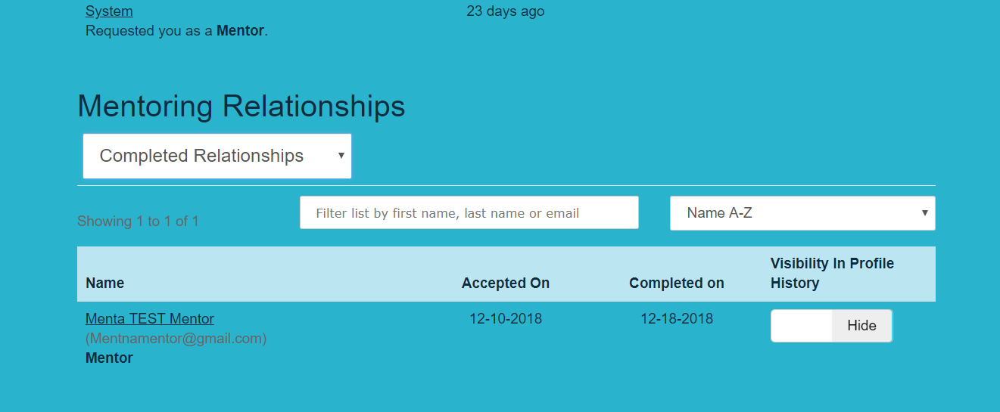 System 23 days ago
Requested you as a Mentor.
Mentoring Relationships
Completed Relationships
Showing 1 to 1 of 1 Filter list by first name, last name or email Name A-Z
Visibility In Profile
Name Accepted On Completed on History
Menta TEST Mentor 12-10-2018 12-18-2018 Hide
(Mentnamentor@gmail.com)
Mentor